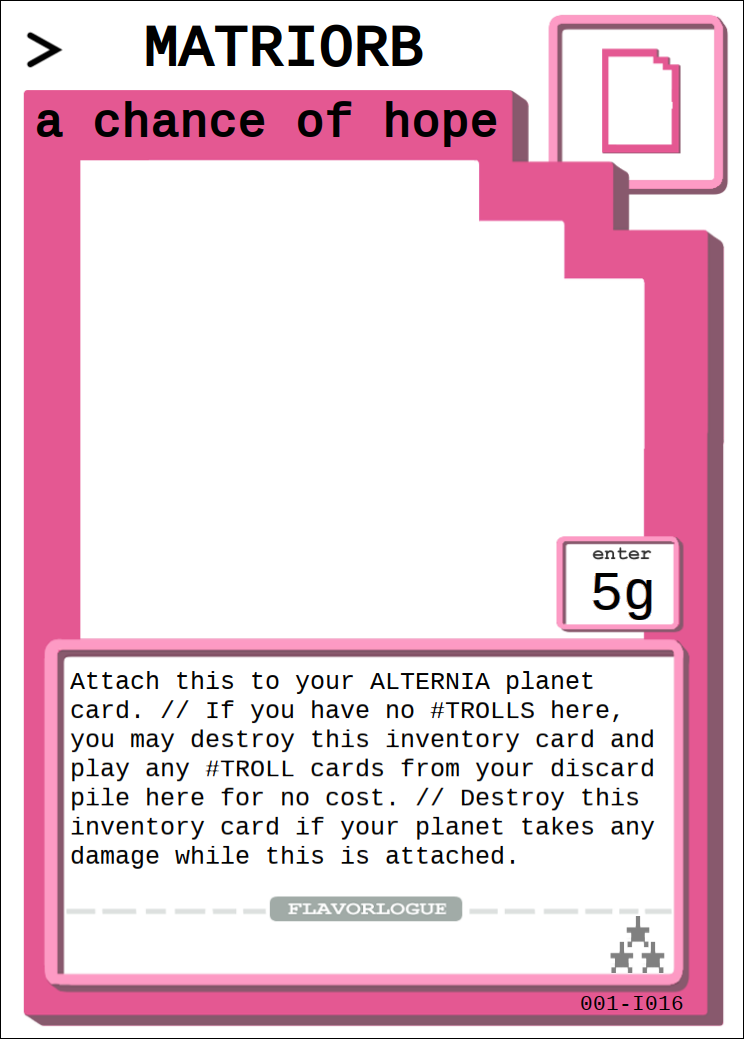 > MATRIORB
a chance of hope
enter
5g
Attach this to your ALTERNIA planet
card. // If you have no #TROLLS here,
you may destroy this inventory card and
play any #TROLL cards from your discard
pile here for no cost. // Destroy this
inventory card if your planet takes any
damage while this is attached.
FLAVORLOGUE
001-I016